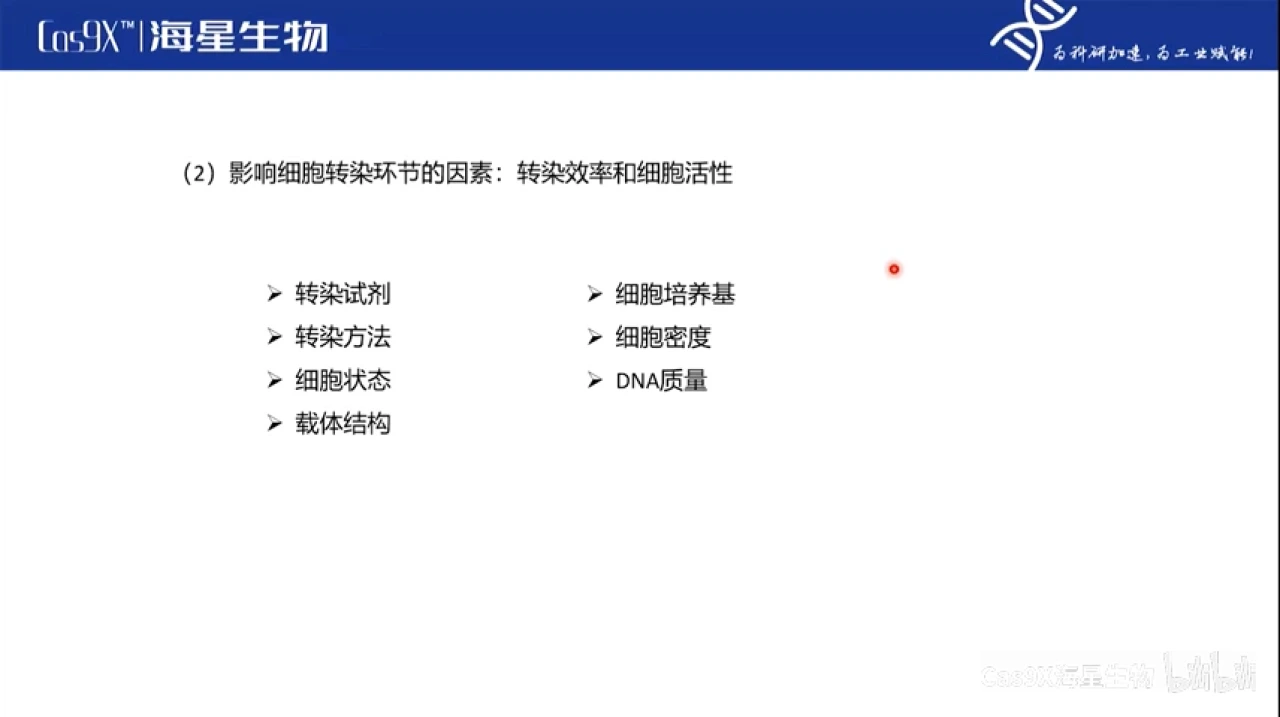 Cas9X™|海星生物
为科研加速,为工业赋能!
(2)影响细胞转染环节的因素:转染效率和细胞活性
➢ 转染试剂
➢ 转染方法
➢ 细胞状态
➢ 载体结构
➢ 细胞培养基
➢ 细胞密度
➢ DNA质量
Cas9X海星生物 bilibili